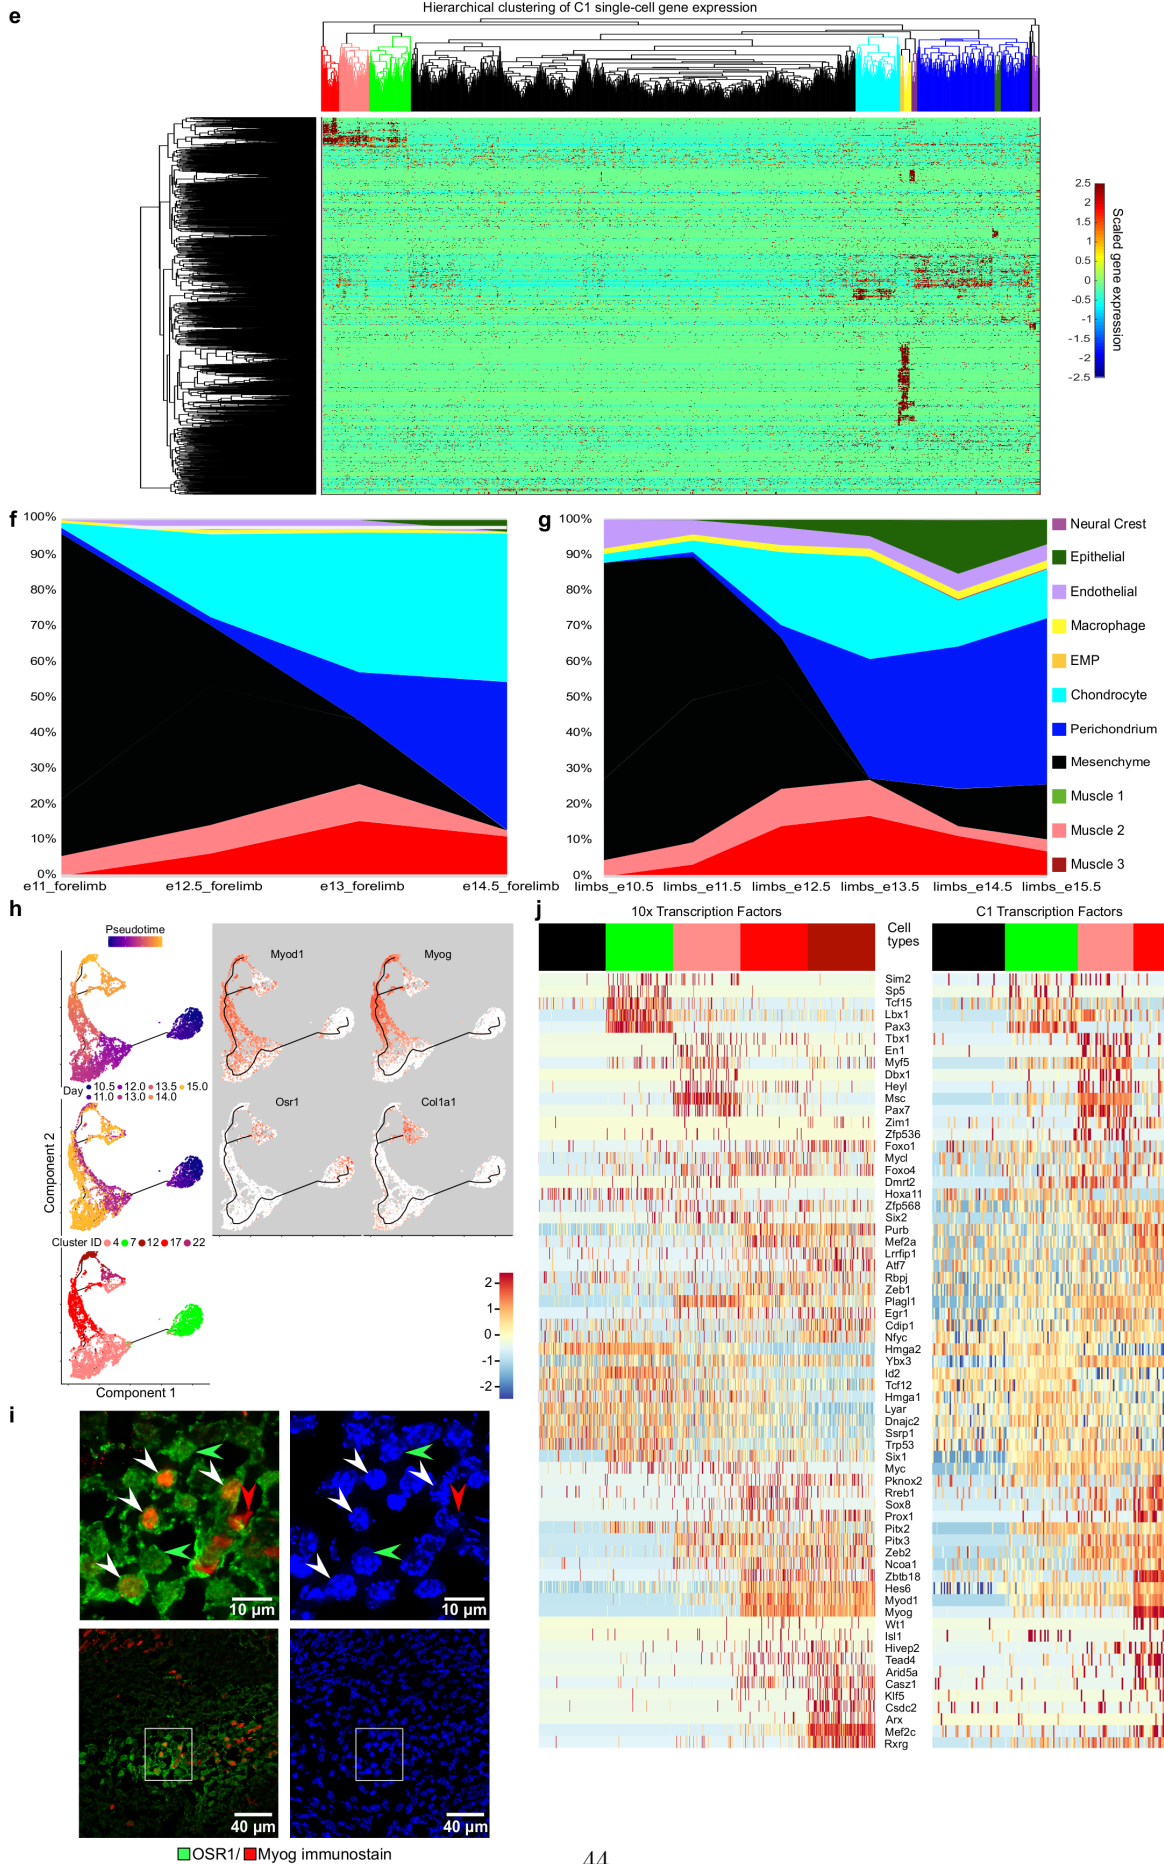 e
Hierarchical clustering of C1 single-cell gene expression
2.5
2
1.5
1
0.5
0
-0.5
-1
-1.5
-2
-2.5
Scaled gene expression
f
100%
90%
80%
70%
60%
50%
40%
30%
20%
10%
0%
e11_forelimb
e12.5_forelimb
e13_forelimb
e14.5_forelimb
g
100%
90%
80%
70%
60%
50%
40%
30%
20%
10%
0%
limbs_e10.5
limbs_e11.5
limbs_e12.5
limbs_e13.5
limbs_e14.5
limbs_e15.5
Neural Crest
Epithelial
Endothelial
Macrophage
EMP
Chondrocyte
Perichondrium
Mesenchyme
Muscle 1
Muscle 2
Muscle 3
h
Pseudotime
Myod1
Myog
Day 10.5 12.0 13.5 15.0
11.0 13.0 14.0
Osr1
Col1a1
Component 2
Cluster ID 4 7 12 17 22
Component 1
2
1
0
-1
-2
i
10 µm
10 µm
40 µm
40 µm
OSR1/ Myog immunostain
j
10x Transcription Factors
Cell
types
C1 Transcription Factors
Sim2
Sp5
Tcf15
Lbx1
Pax3
Tbx1
En1
Myf5
Dbx1
Heyl
Msc
Pax7
Zim1
Zfp536
Foxo1
Mycl
Foxo4
Dmrt2
Hoxa11
Zfp568
Six2
Purb
Mef2a
Lrrfip1
Atf7
Rbpj
Zeb1
Plagl1
Egr1
Cdip1
Nfyc
Hmga2
Ybx3
Id2
Tcf12
Hmga1
Lyar
Dnajc2
Ssrp1
Trp53
Six1
Myc
Pknox2
Rreb1
Sox8
Prox1
Pitx2
Pitx3
Zeb2
Ncoa1
Zbtb18
Hes6
Myod1
Myog
Wt1
Isl1
Hivep2
Tead4
Arid5a
Casz1
Klf5
Csdc2
Arx
Mef2c
Rxrg
44